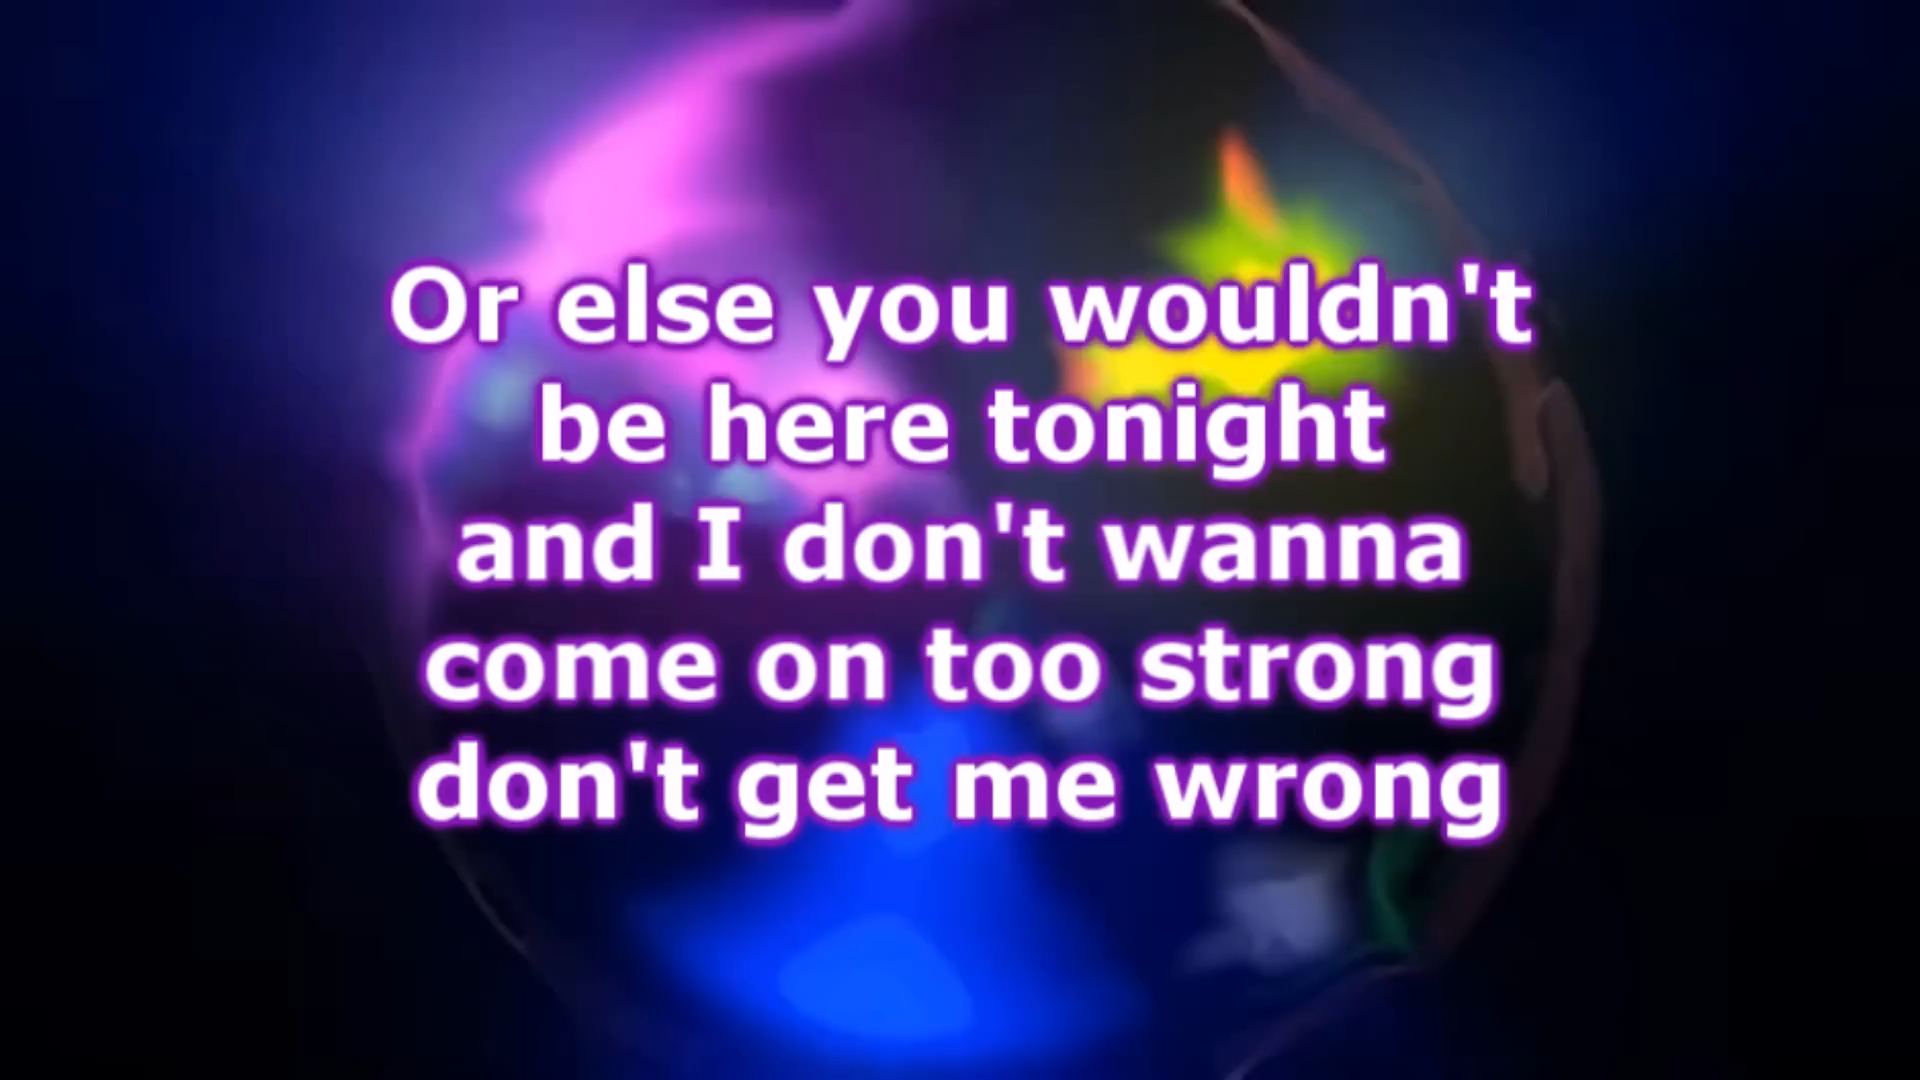 Or else you wouldn't
be here tonight
and I don't wanna
come on too strong
don't get me wrong